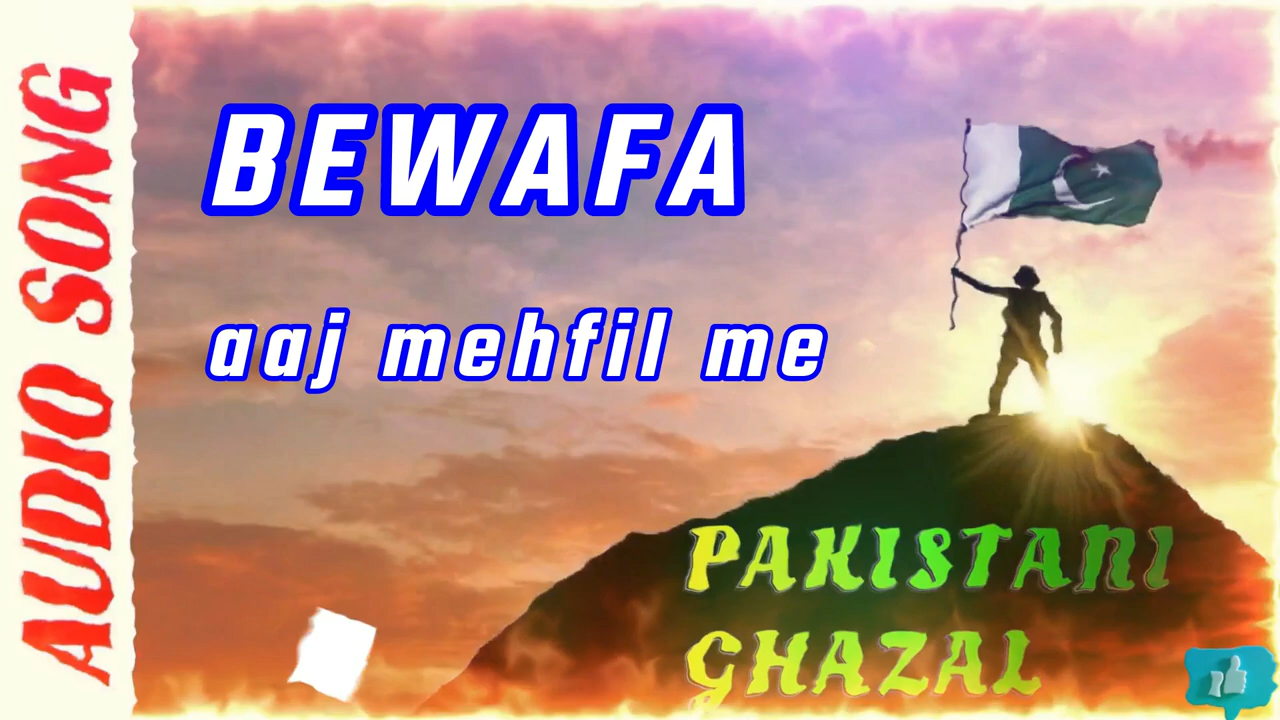 AUDIO SONG
BEWAFA
aaj mehfil me
PAKISTANI
GHAZAL